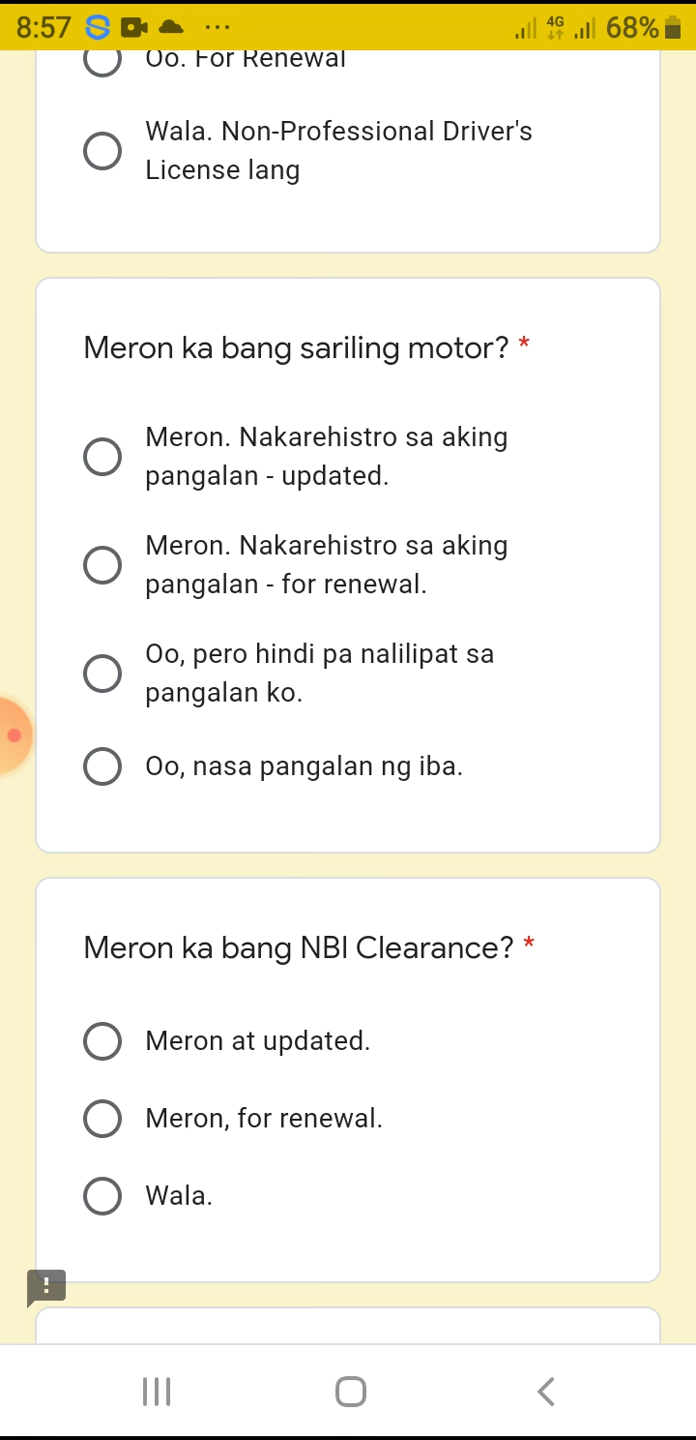 8:57
4G
68%
Oo. For Renewal
Wala. Non-Professional Driver's
License lang
Meron ka bang sariling motor? *
Meron. Nakarehistro sa aking
pangalan - updated.
Meron. Nakarehistro sa aking
pangalan - for renewal.
Oo, pero hindi pa nalilipat sa
pangalan ko.
Oo, nasa pangalan ng iba.
Meron ka bang NBI Clearance? *
Meron at updated.
Meron, for renewal.
Wala.